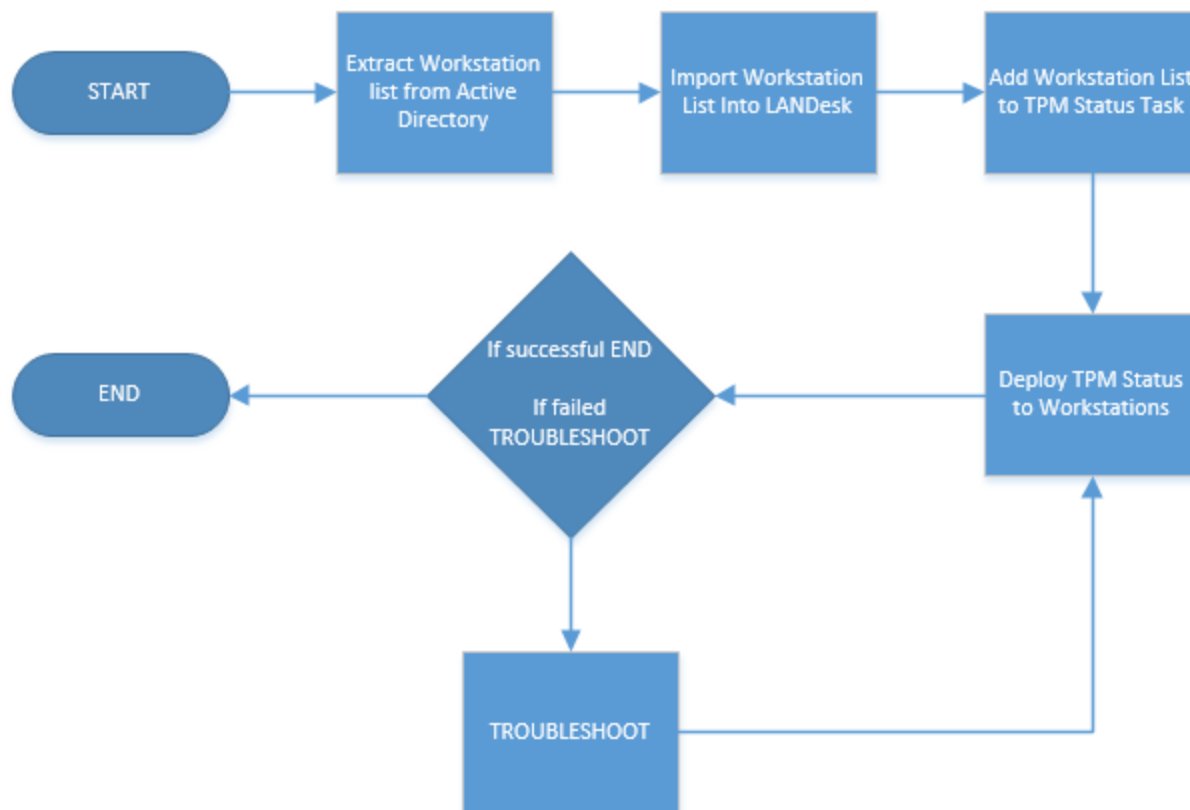 START
Extract Workstation
list from Active
Directory
Import Workstation
List Into LANDesk
Add Workstation List
to TPM Status Task
Deploy TPM Status
to Workstations
If successful END
If failed
TROUBLESHOOT
END
TROUBLESHOOT